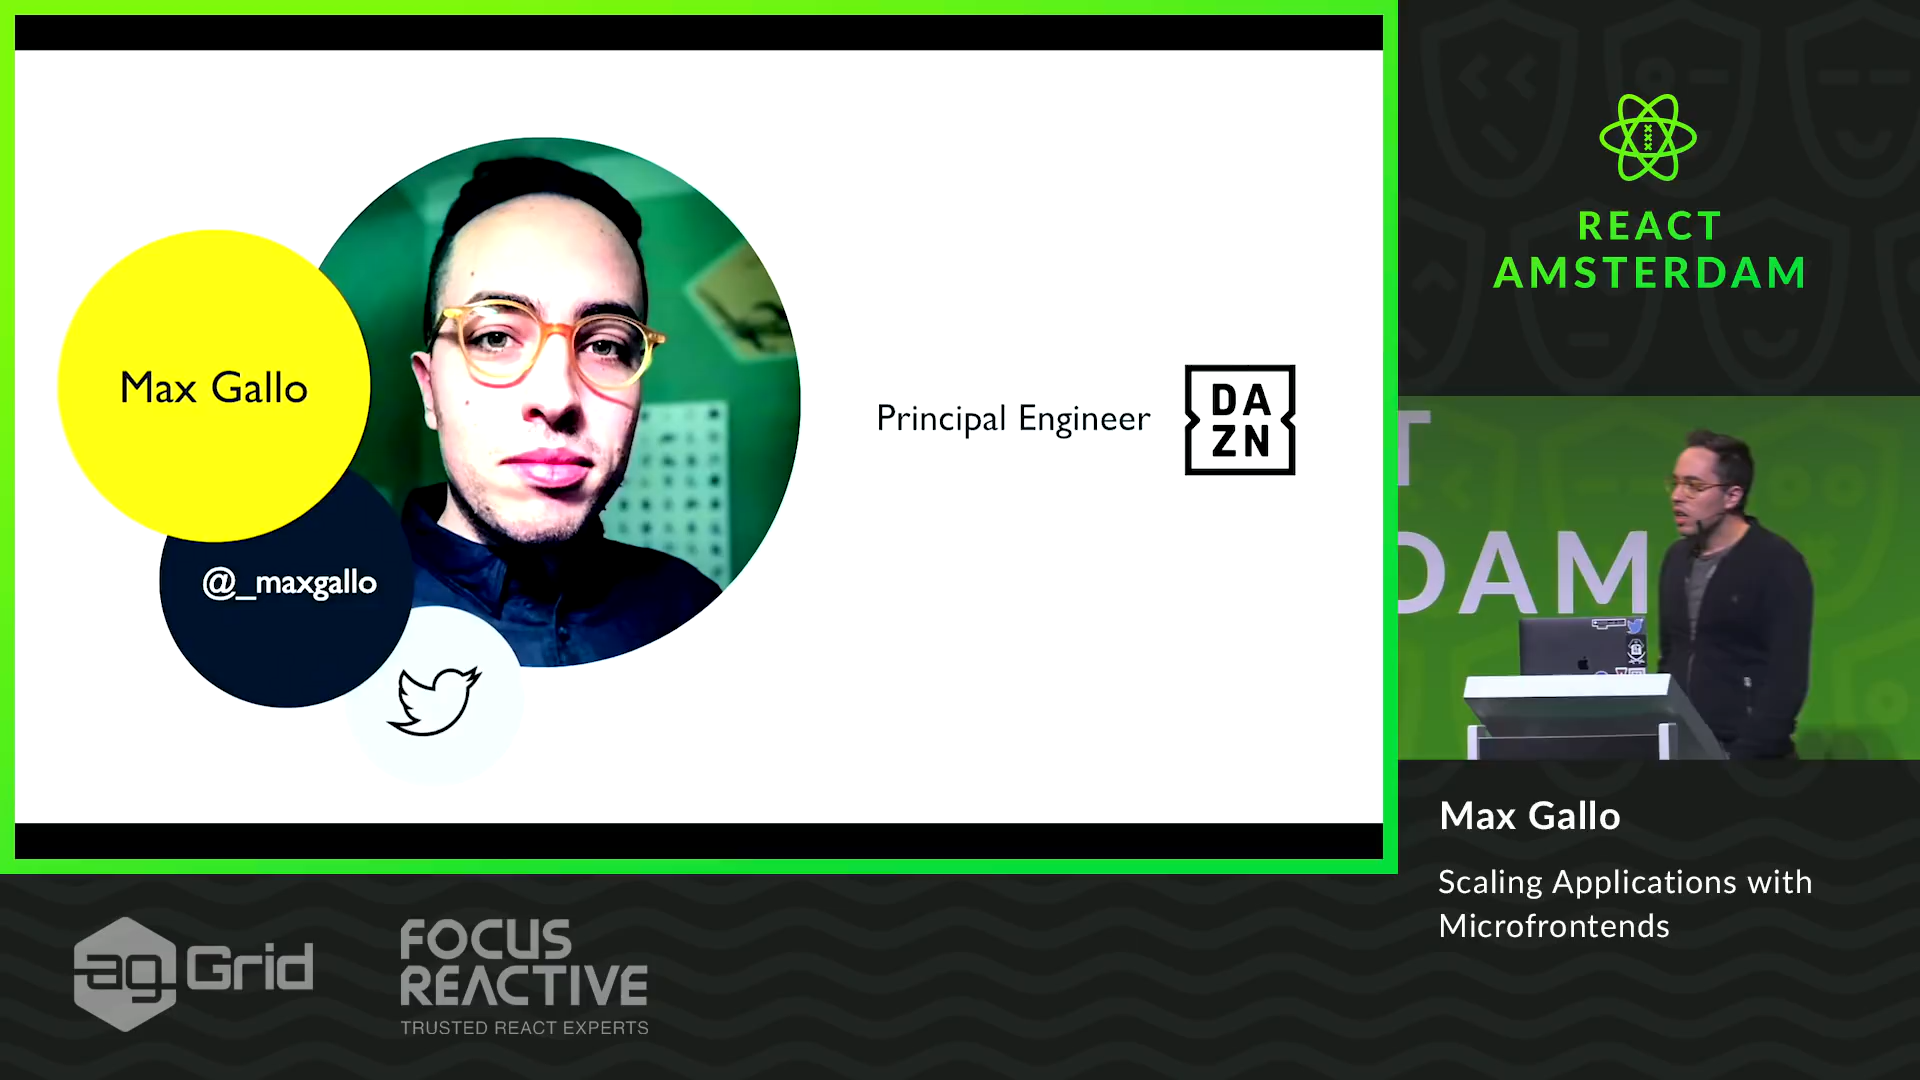 Max Gallo
@_maxgallo
Principal Engineer
DA
ZN
REACT
AMSTERDAM
T
DAM
Max Gallo
Scaling Applications with
Microfrontends
ag Grid
FOCUS
REACTIVE
TRUSTED REACT EXPERTS